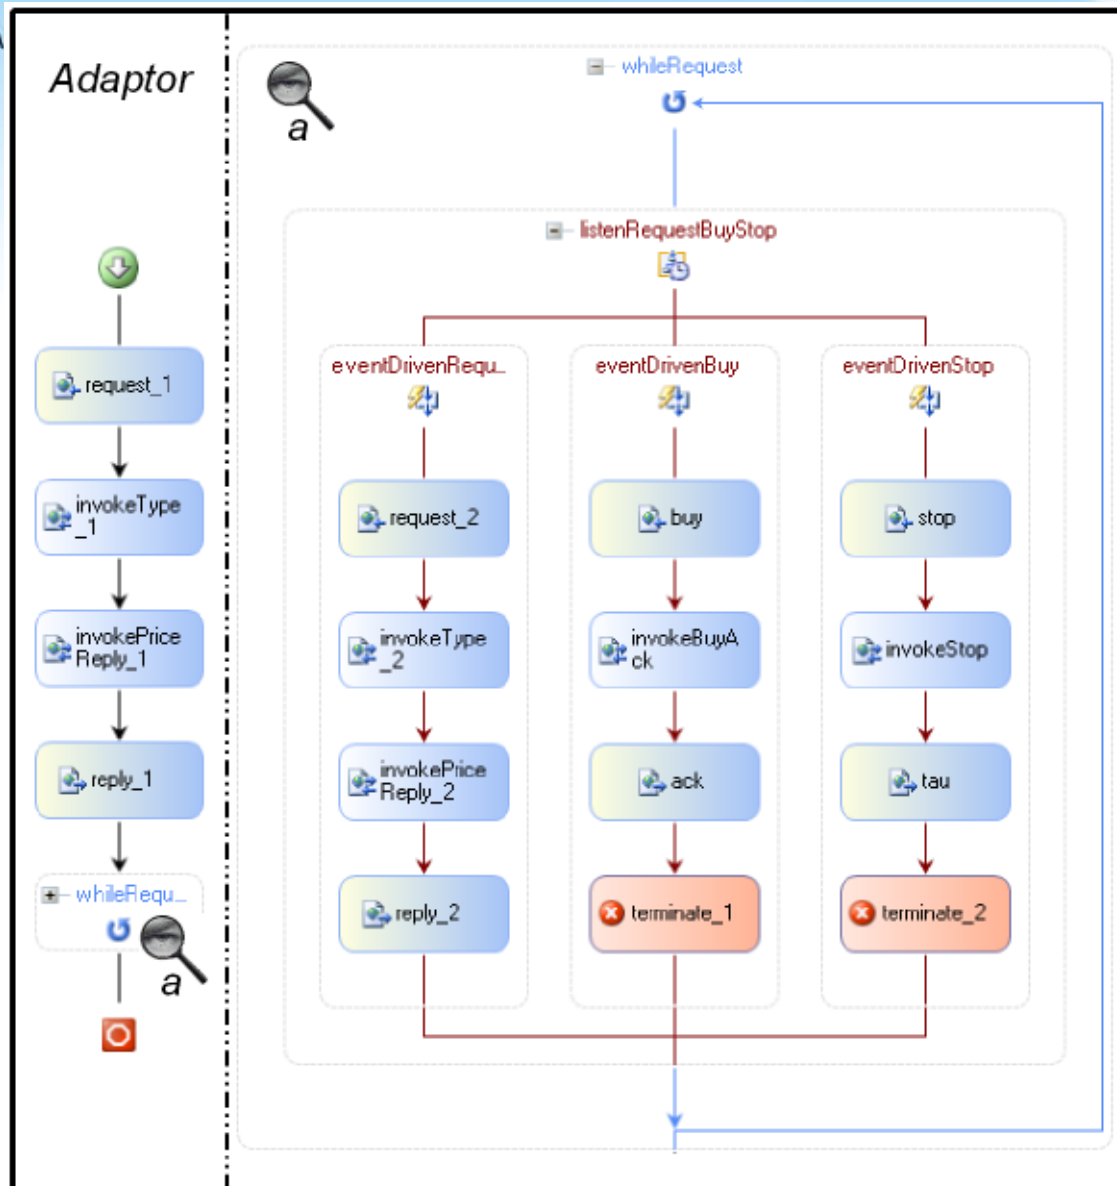 Adaptor
request_1
invokeType
_1
invokePrice
Reply_1
reply_1
whileRequ...
a
a
whileRequest
listenRequestBuyStop
eventDrivenRequ...
request_2
invokeType
_2
invokePrice
Reply_2
reply_2
eventDrivenBuy
buy
invokeBuyA
ck
ack
terminate_1
eventDrivenStop
stop
invokeStop
tau
terminate_2